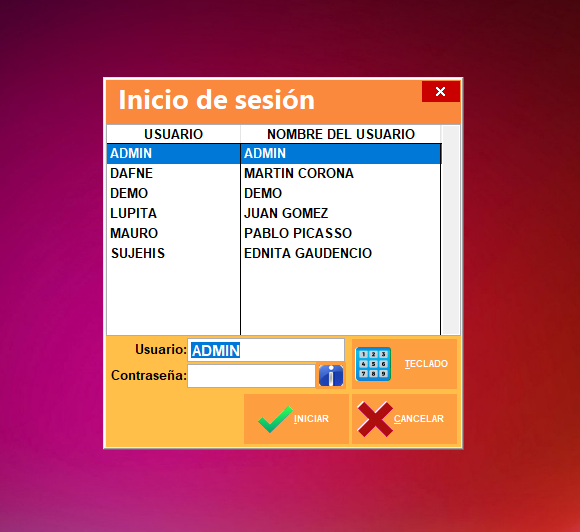 Inicio de sesión
USUARIO NOMBRE DEL USUARIO
ADMIN ADMIN
DAFNE MARTIN CORONA
DEMO DEMO
LUPITA JUAN GOMEZ
MAURO PABLO PICASSO
SUJEHIS EDNITA GAUDENCIO
Usuario: ADMIN
Contraseña:
1 2 3
4 5 6
7 8 9
TECLADO
INICIAR
CANCELAR